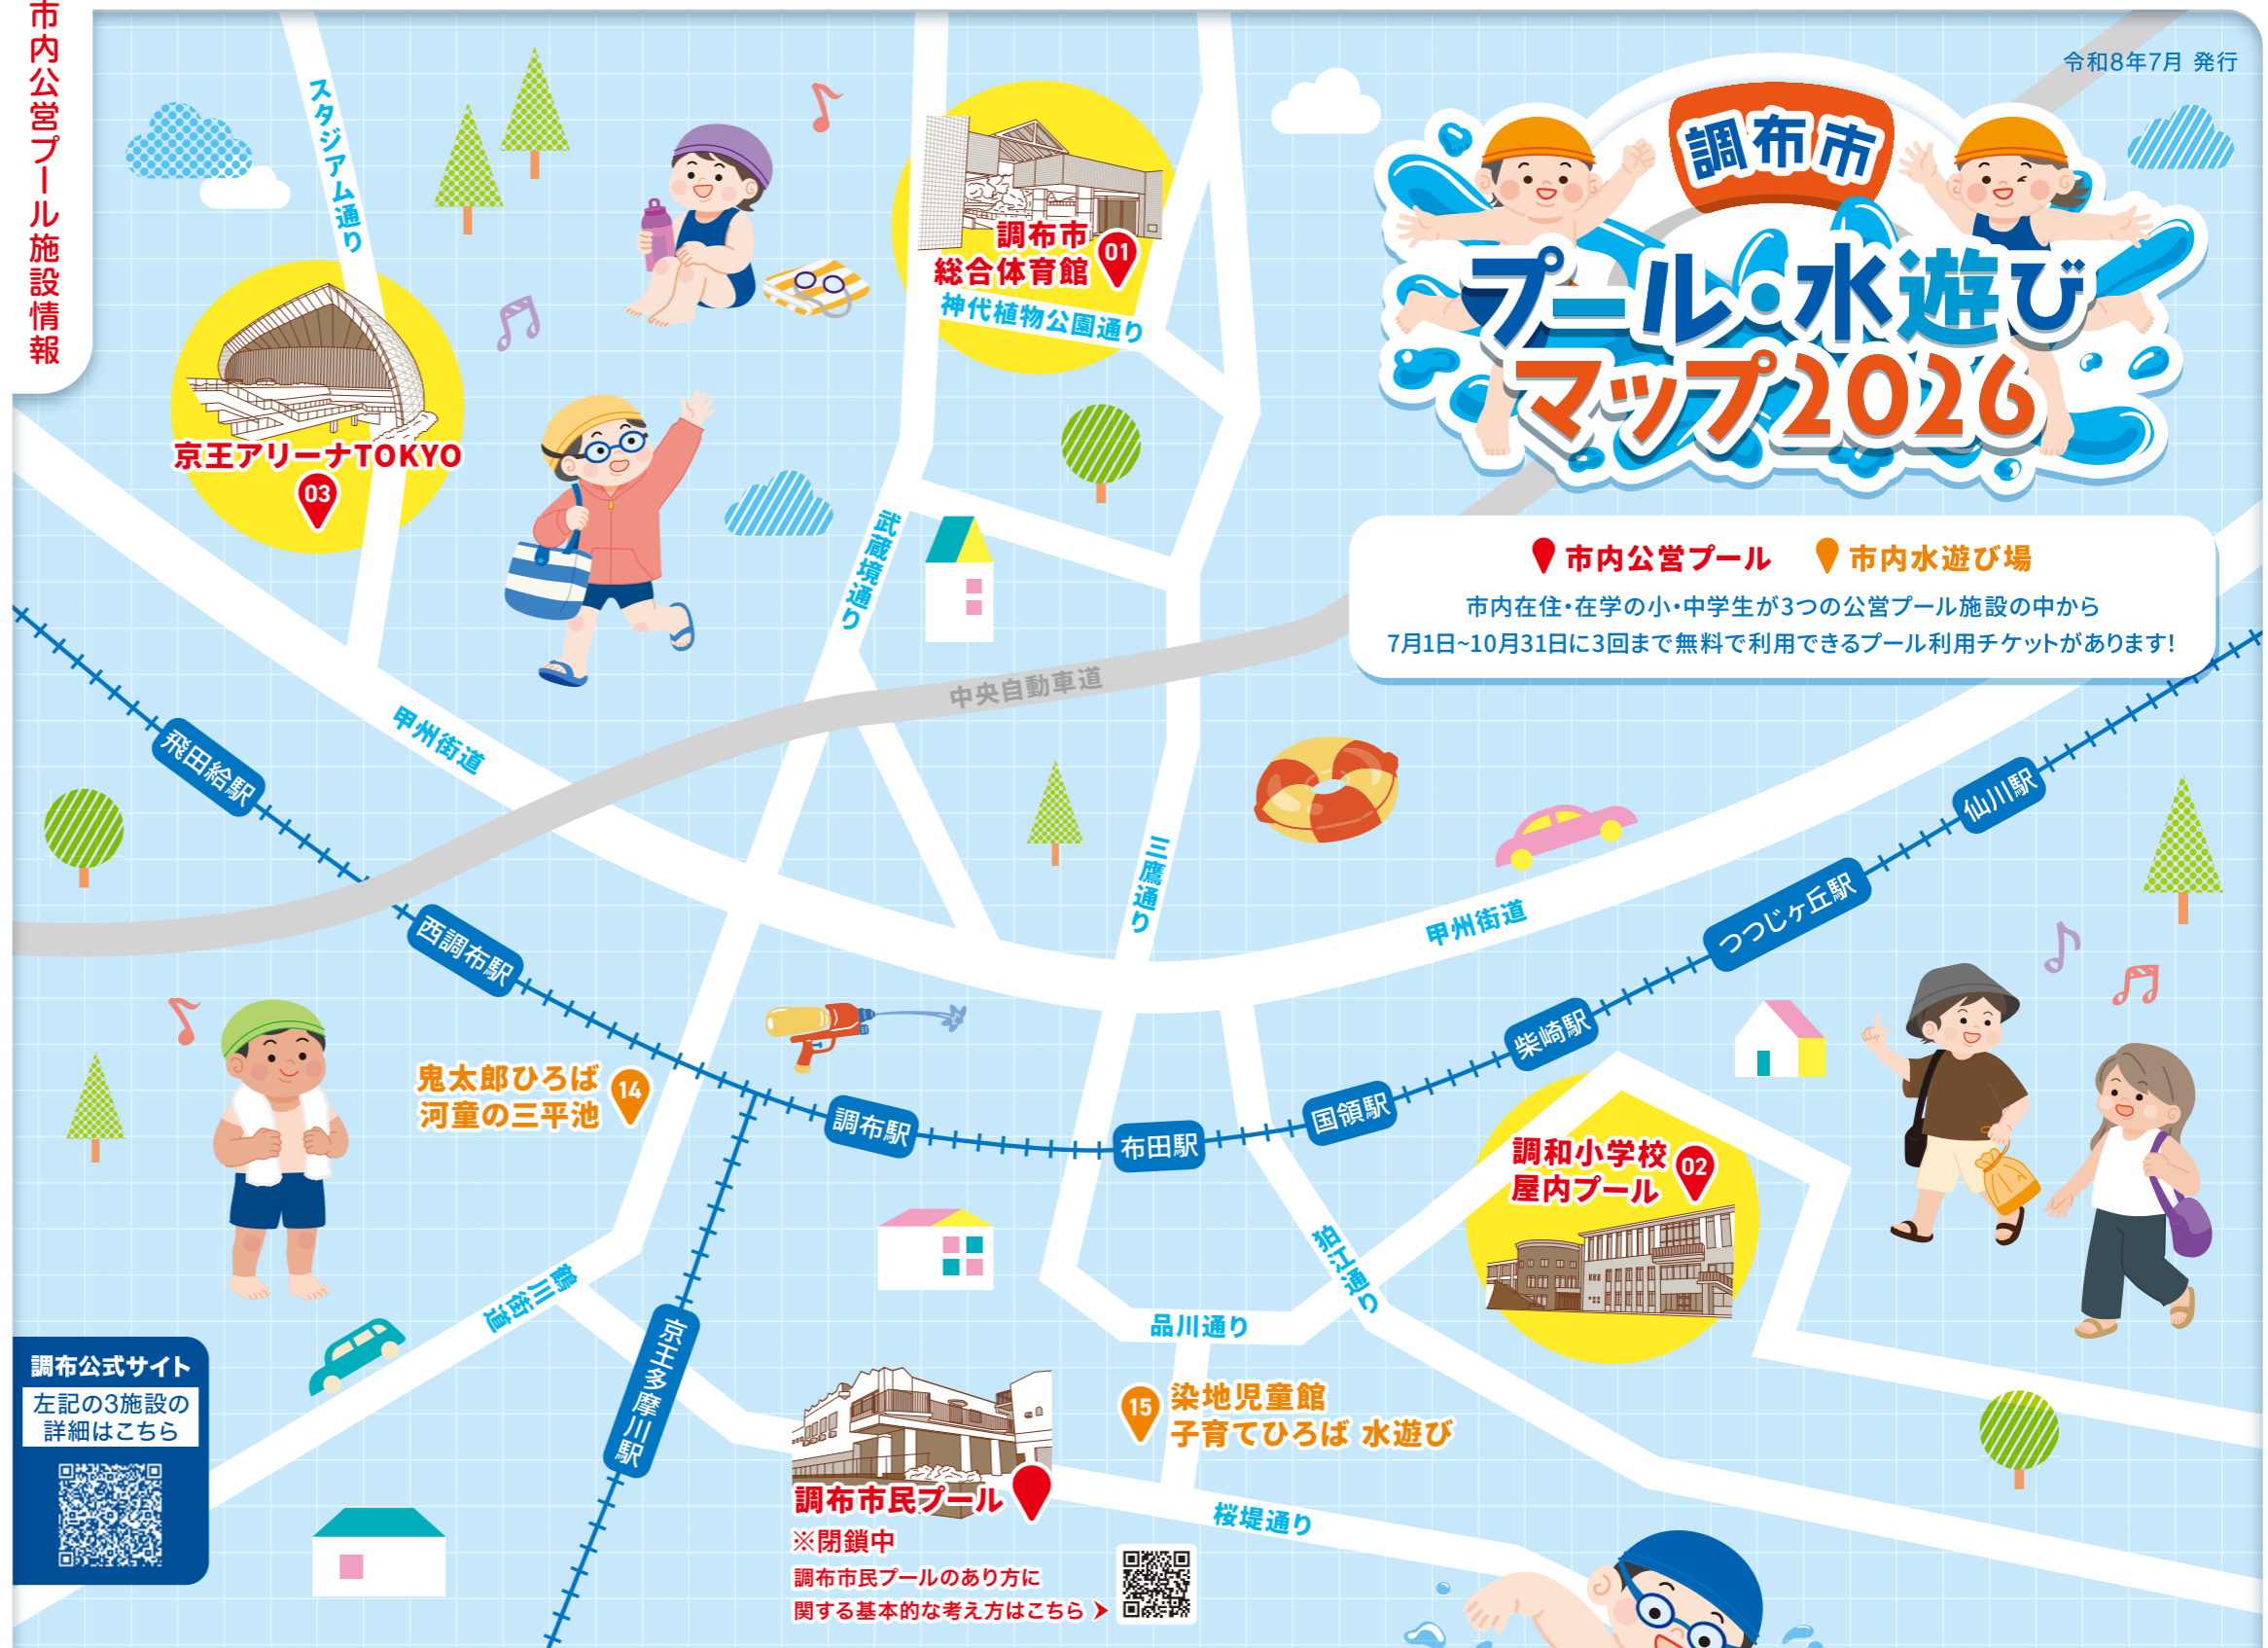 市内公営プール施設情報
令和8年7月 発行
調布市
プール・水遊び
マップ2026
市内公営プール
市内水遊び場
市内在住・在学の小・中学生が3つの公営プール施設の中から
7月1日~10月31日に3回まで無料で利用できるプール利用チケットがあります!
スタジアム通り
調布市
総合体育館
01
神代植物公園通り
京王アリーナTOKYO
03
武蔵境通り
中央自動車道
甲州街道
飛田給駅
三鷹通り
仙川駅
甲州街道
つつじヶ丘駅
西調布駅
柴崎駅
鬼太郎ひろば
河童の三平池
14
調布駅
布田駅
国領駅
調和小学校
屋内プール
02
狛江通り
鶴川街道
品川通り
京王多摩川駅
調布公式サイト
左記の3施設の
詳細はこちら
15
染地児童館
子育てひろば 水遊び
調布市民プール
※閉鎖中
調布市民プールのあり方に
関する基本的な考え方はこちら
桜堤通り